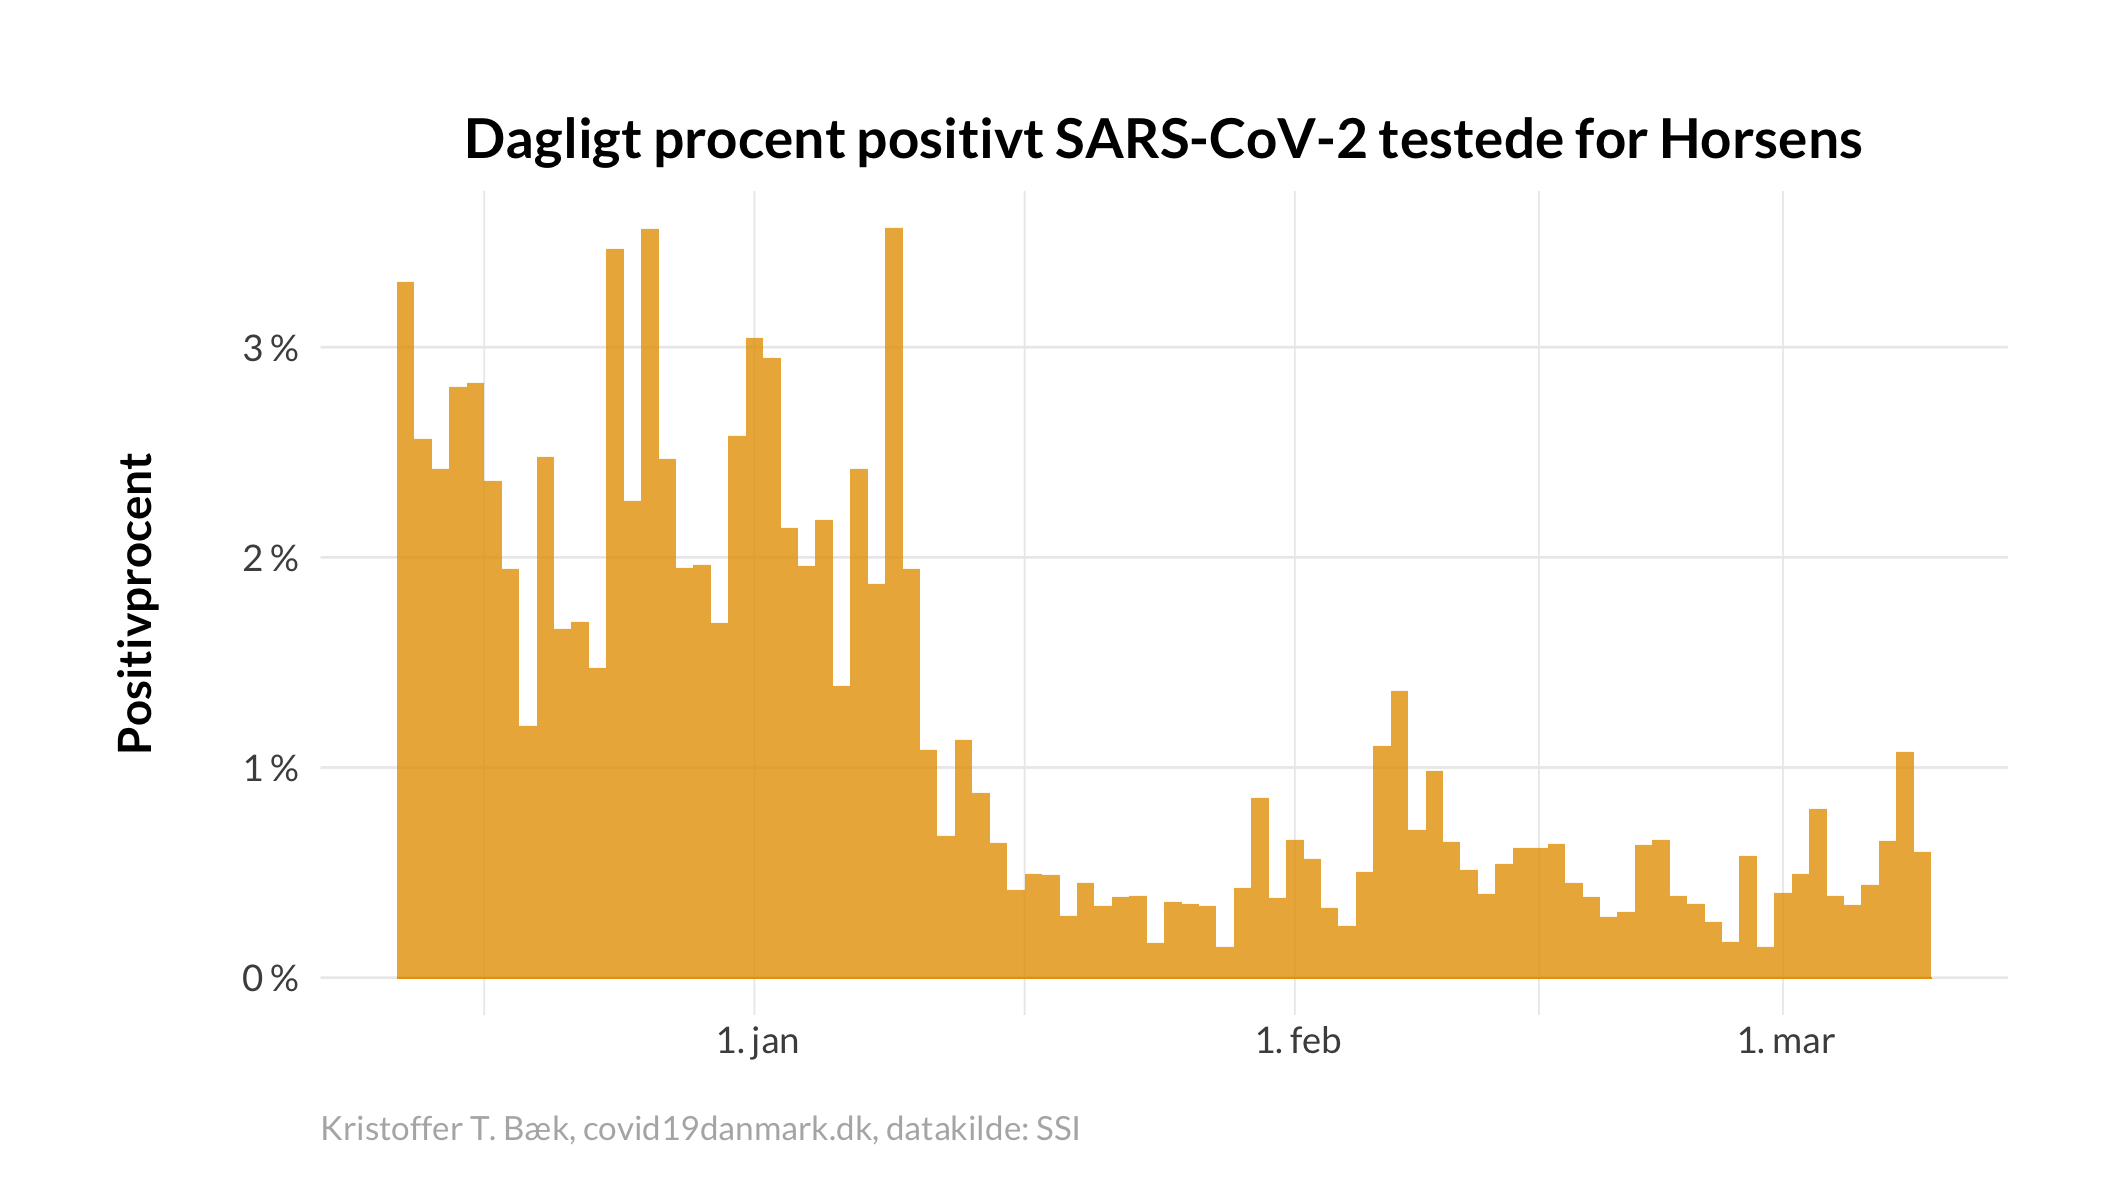 Dagligt procent positivt SARS-CoV-2 testede for Horsens
Positivprocent
3 %
2 %
1 %
0 %
1. jan
1. feb
1. mar
Kristoffer T. Bæk, covid19danmark.dk, datakilde: SSI